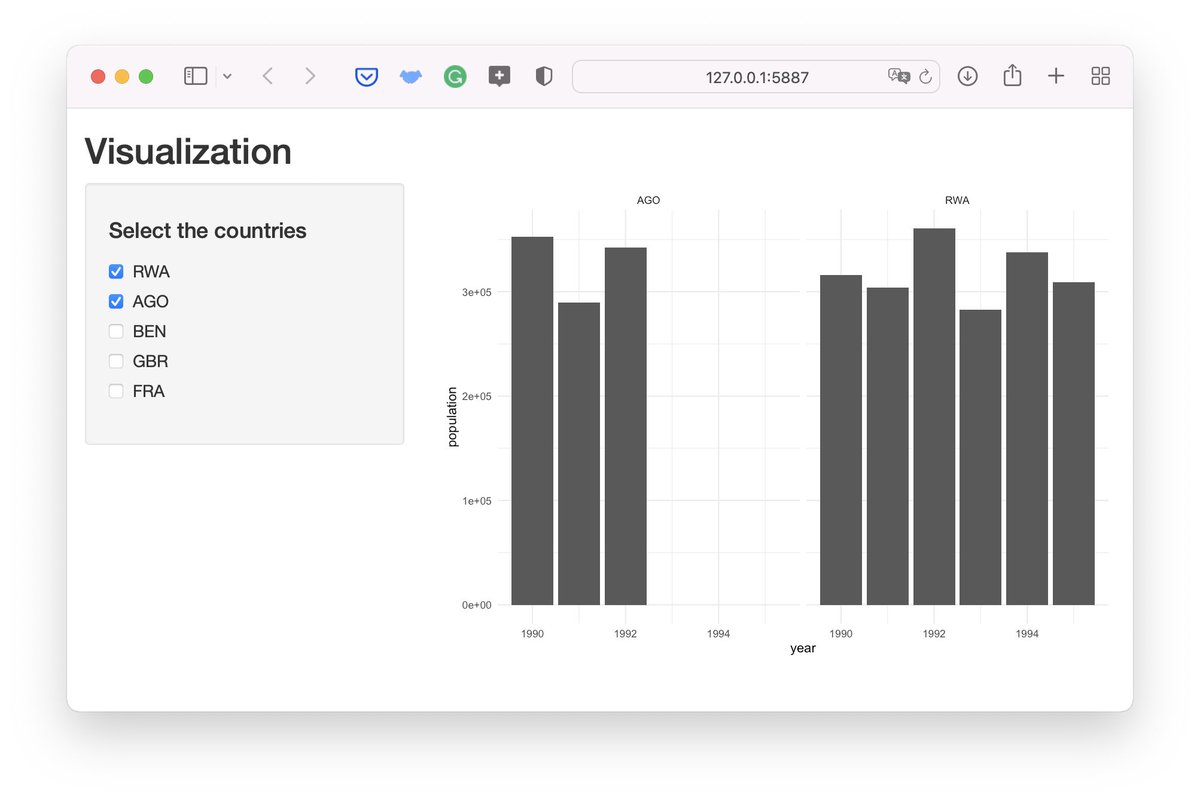 127.0.0.1:5887
Visualization
Select the countries
RWA
AGO
BEN
GBR
FRA
AGO
RWA
3e+05
2e+05
1e+05
0e+00
population
1990
1992
1994
1990
1992
1994
year